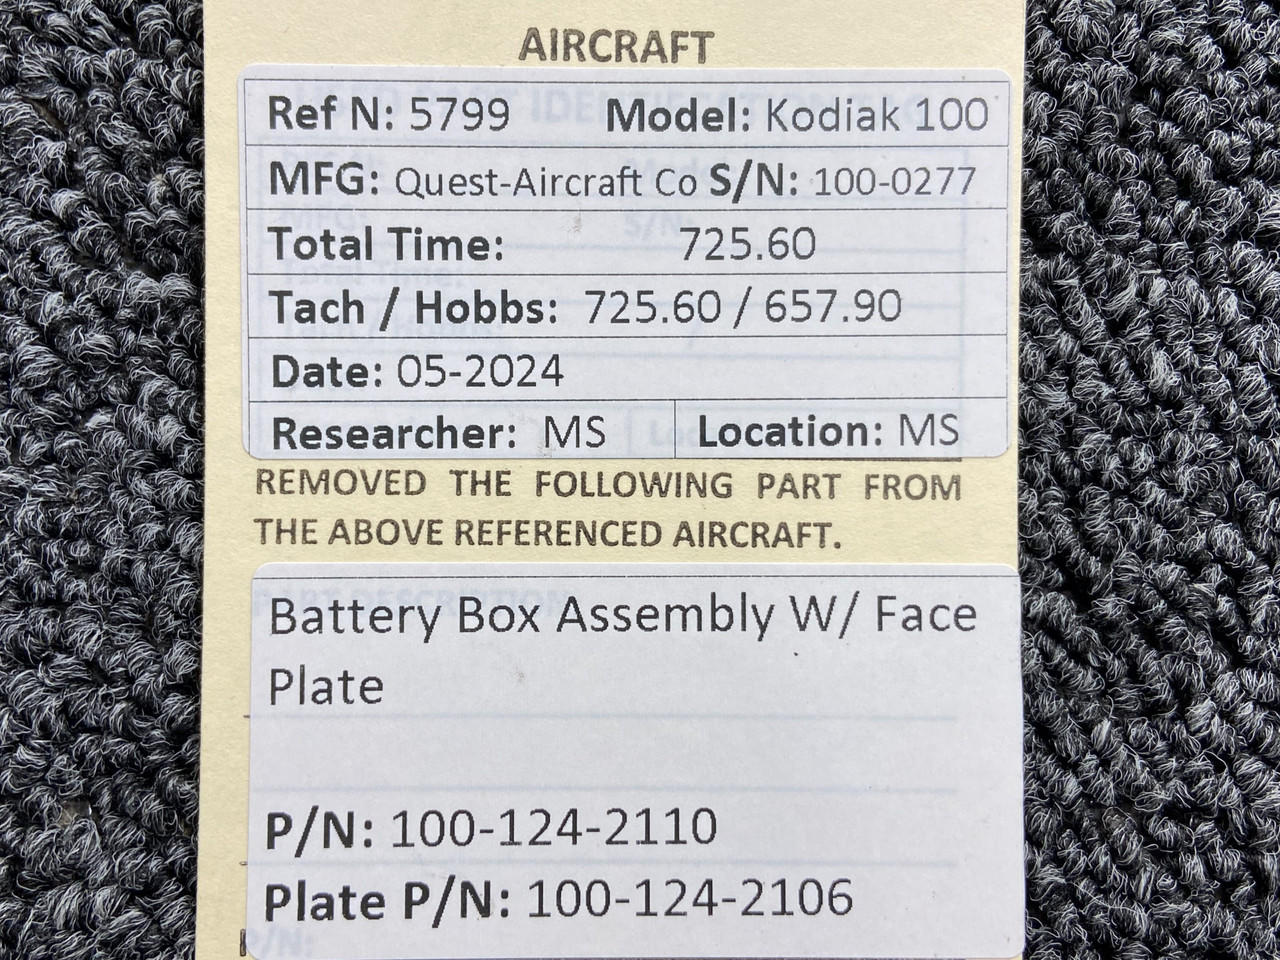 AIRCRAFT
Ref N: 5799 Model: Kodiak 100
MFG: Quest-Aircraft Co S/N: 100-0277
Total Time: 725.60
Tach / Hobbs: 725.60 / 657.90
Date: 05-2024
Researcher: MS Location: MS
REMOVED THE FOLLOWING PART FROM
THE ABOVE REFERENCED AIRCRAFT.
PART DESCRIPTION
Battery Box Assembly W/ Face
Plate
P/N: 100-124-2110
Plate P/N: 100-124-2106
P/N: